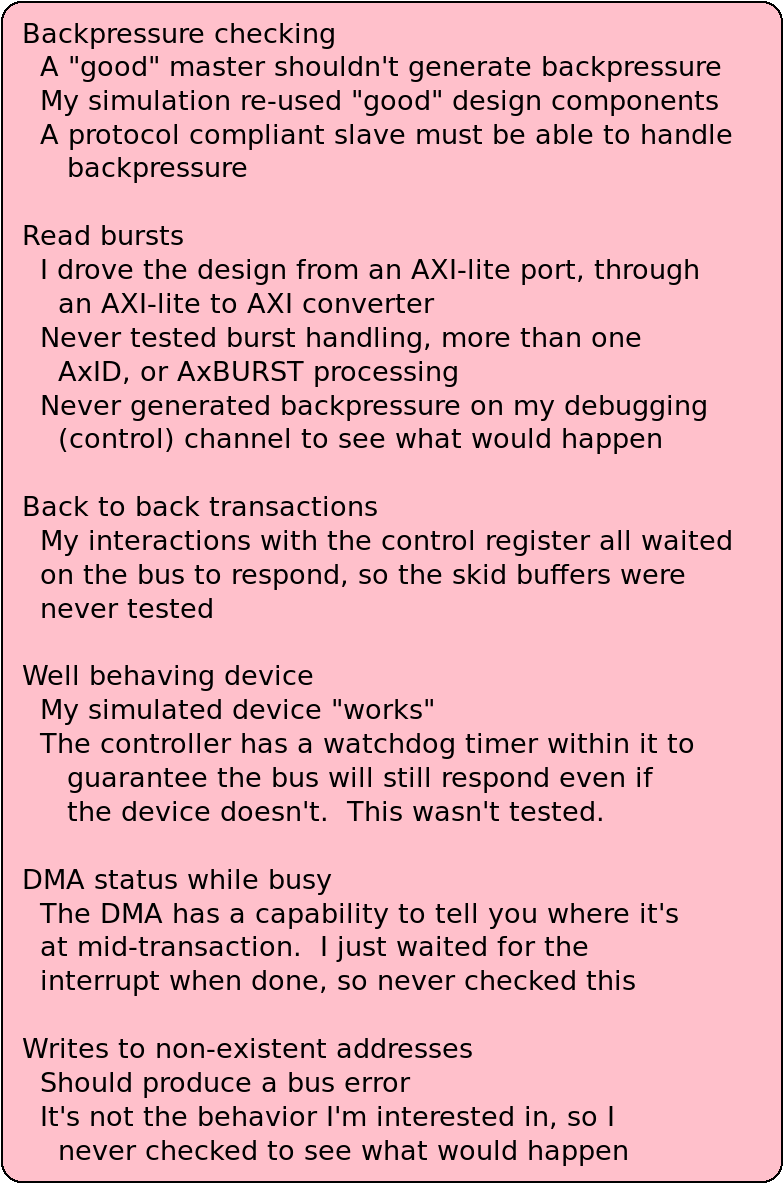 Backpressure checking
A "good" master shouldn't generate backpressure
My simulation re-used "good" design components
A protocol compliant slave must be able to handle
backpressure
Read bursts
I drove the design from an AXI-lite port, through
an AXI-lite to AXI converter
Never tested burst handling, more than one
AxID, or AxBURST processing
Never generated backpressure on my debugging
(control) channel to see what would happen
Back to back transactions
My interactions with the control register all waited
on the bus to respond, so the skid buffers were
never tested
Well behaving device
My simulated device "works"
The controller has a watchdog timer within it to
guarantee the bus will still respond even if
the device doesn't.  This wasn't tested.
DMA status while busy
The DMA has a capability to tell you where it's
at mid-transaction.  I just waited for the
interrupt when done, so never checked this
Writes to non-existent addresses
Should produce a bus error
It's not the behavior I'm interested in, so I
never checked to see what would happen